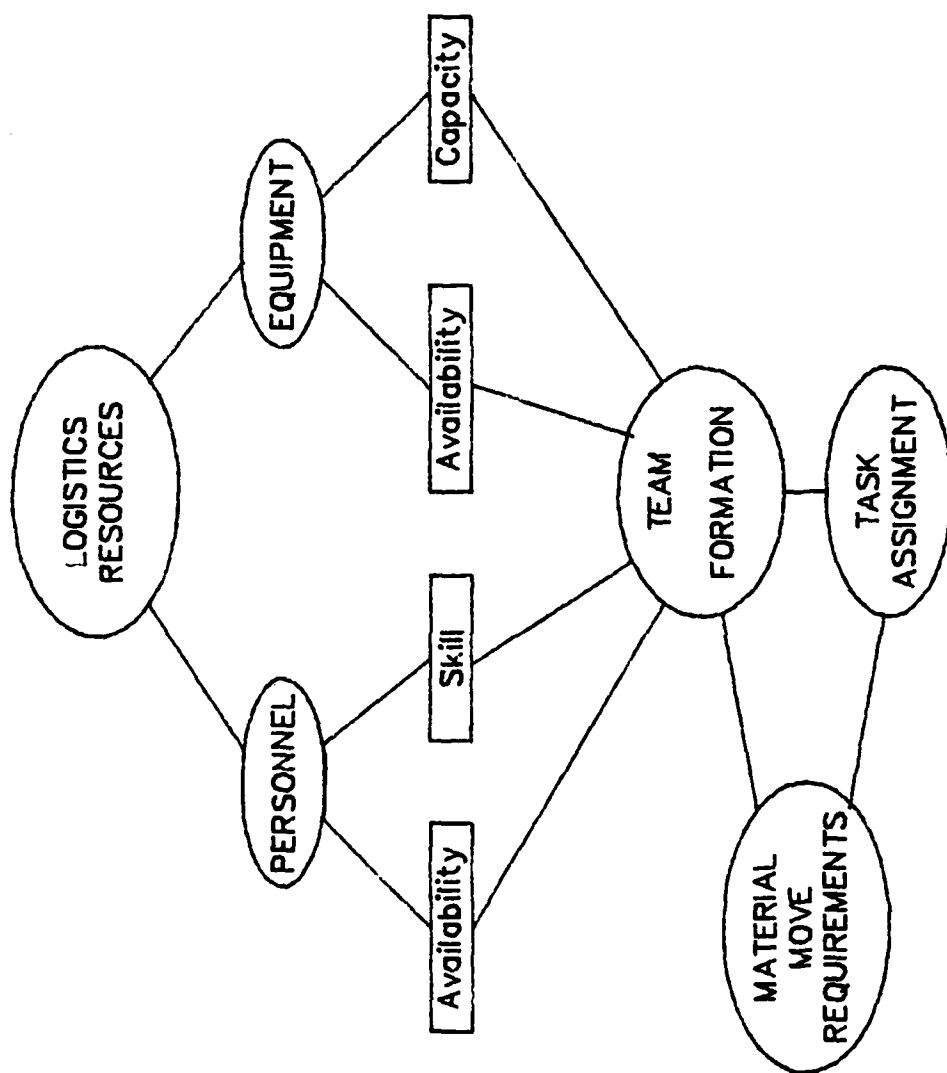 LOGISTICS
RESOURCES
PERSONNEL
EQUIPMENT
Availability
Skill
Availability
Capacity
TEAM
FORMATION
MATERIAL
MOVE
REQUIREMENTS
TASK
ASSIGNMENT